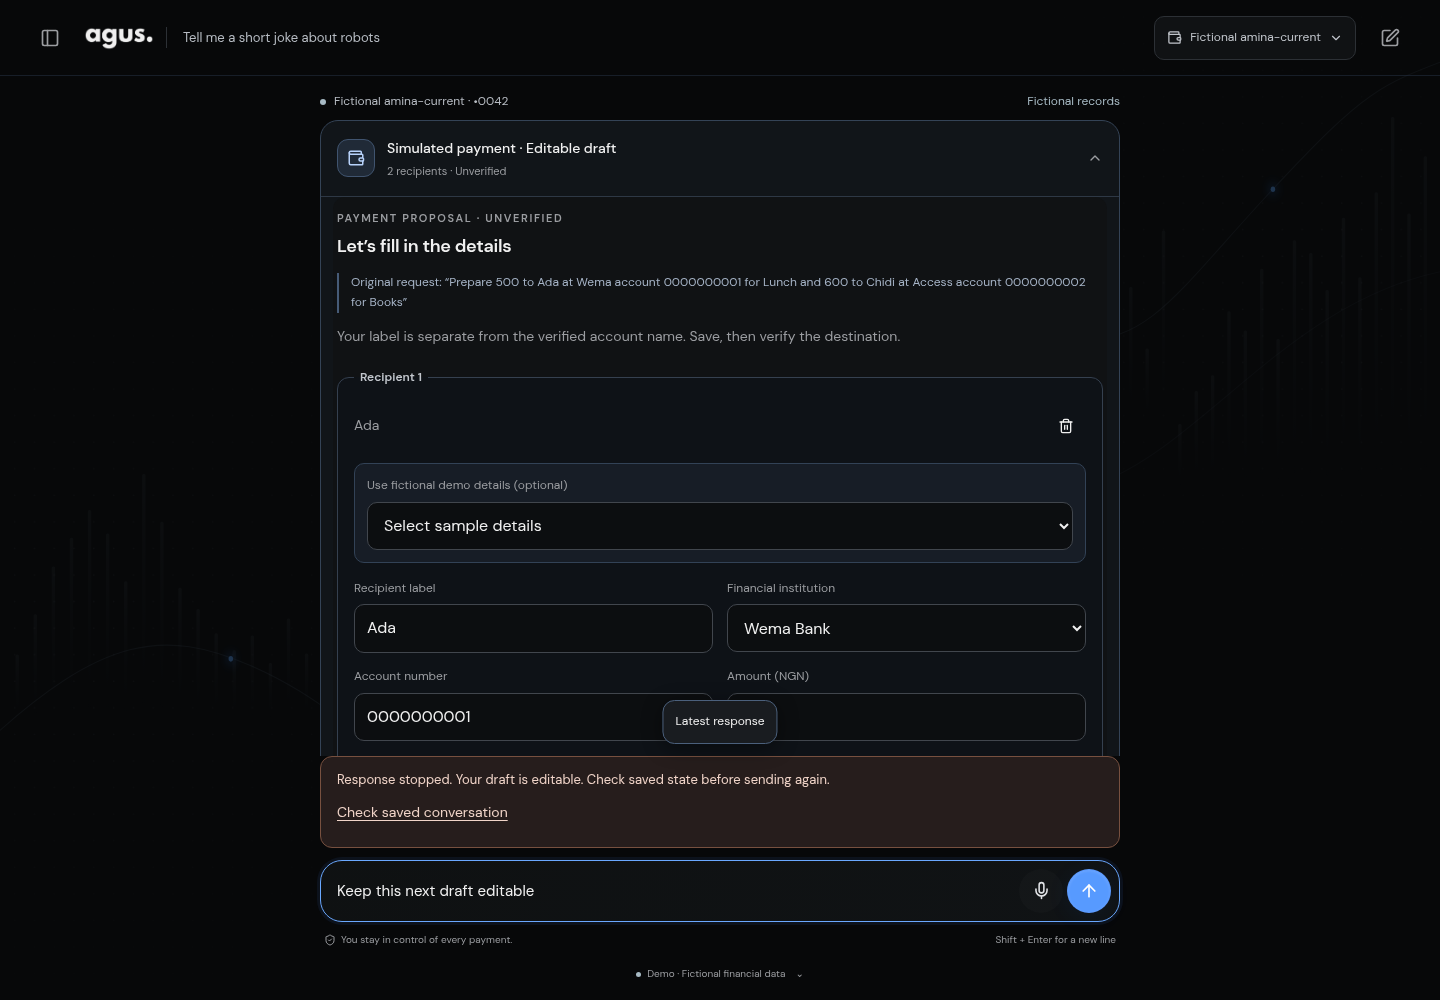 agus.
Tell me a short joke about robots
Fictional amina-current
Fictional amina-current · •0042
Fictional records
Simulated payment · Editable draft
2 recipients · Unverified
PAYMENT PROPOSAL · UNVERIFIED
Let’s fill in the details
Original request: “Prepare 500 to Ada at Wema account 0000000001 for Lunch and 600 to Chidi at Access account 0000000002
for Books”
Your label is separate from the verified account name. Save, then verify the destination.
Recipient 1
Ada
Use fictional demo details (optional)
Select sample details
Recipient label
Financial institution
Ada
Wema Bank
Account number
Amount (NGN)
0000000001
Latest response
Response stopped. Your draft is editable. Check saved state before sending again.
Check saved conversation
Keep this next draft editable
You stay in control of every payment.
Shift + Enter for a new line
Demo · Fictional financial data